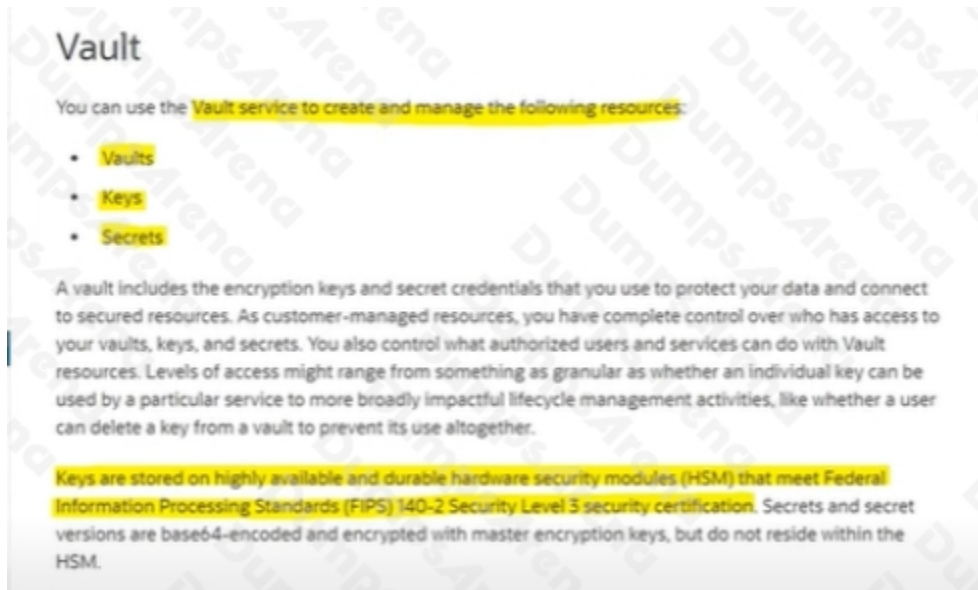 Vault
You can use the Vault service to create and manage the following resources:
• Vaults
• Keys
• Secrets
A vault includes the encryption keys and secret credentials that you use to protect your data and connect
to secured resources. As customer-managed resources, you have complete control over who has access to
your vaults, keys, and secrets. You also control what authorized users and services can do with Vault
resources. Levels of access might range from something as granular as whether an individual key can be
used by a particular service to more broadly impactful lifecycle management activities, like whether a user
can delete a key from a vault to prevent its use altogether.
Keys are stored on highly available and durable hardware security modules (HSM) that meet Federal
Information Processing Standards (FIPS) 140-2 Security Level 3 security certification. Secrets and secret
versions are base64-encoded and encrypted with master encryption keys, but do not reside within the
HSM.
DumpsArena